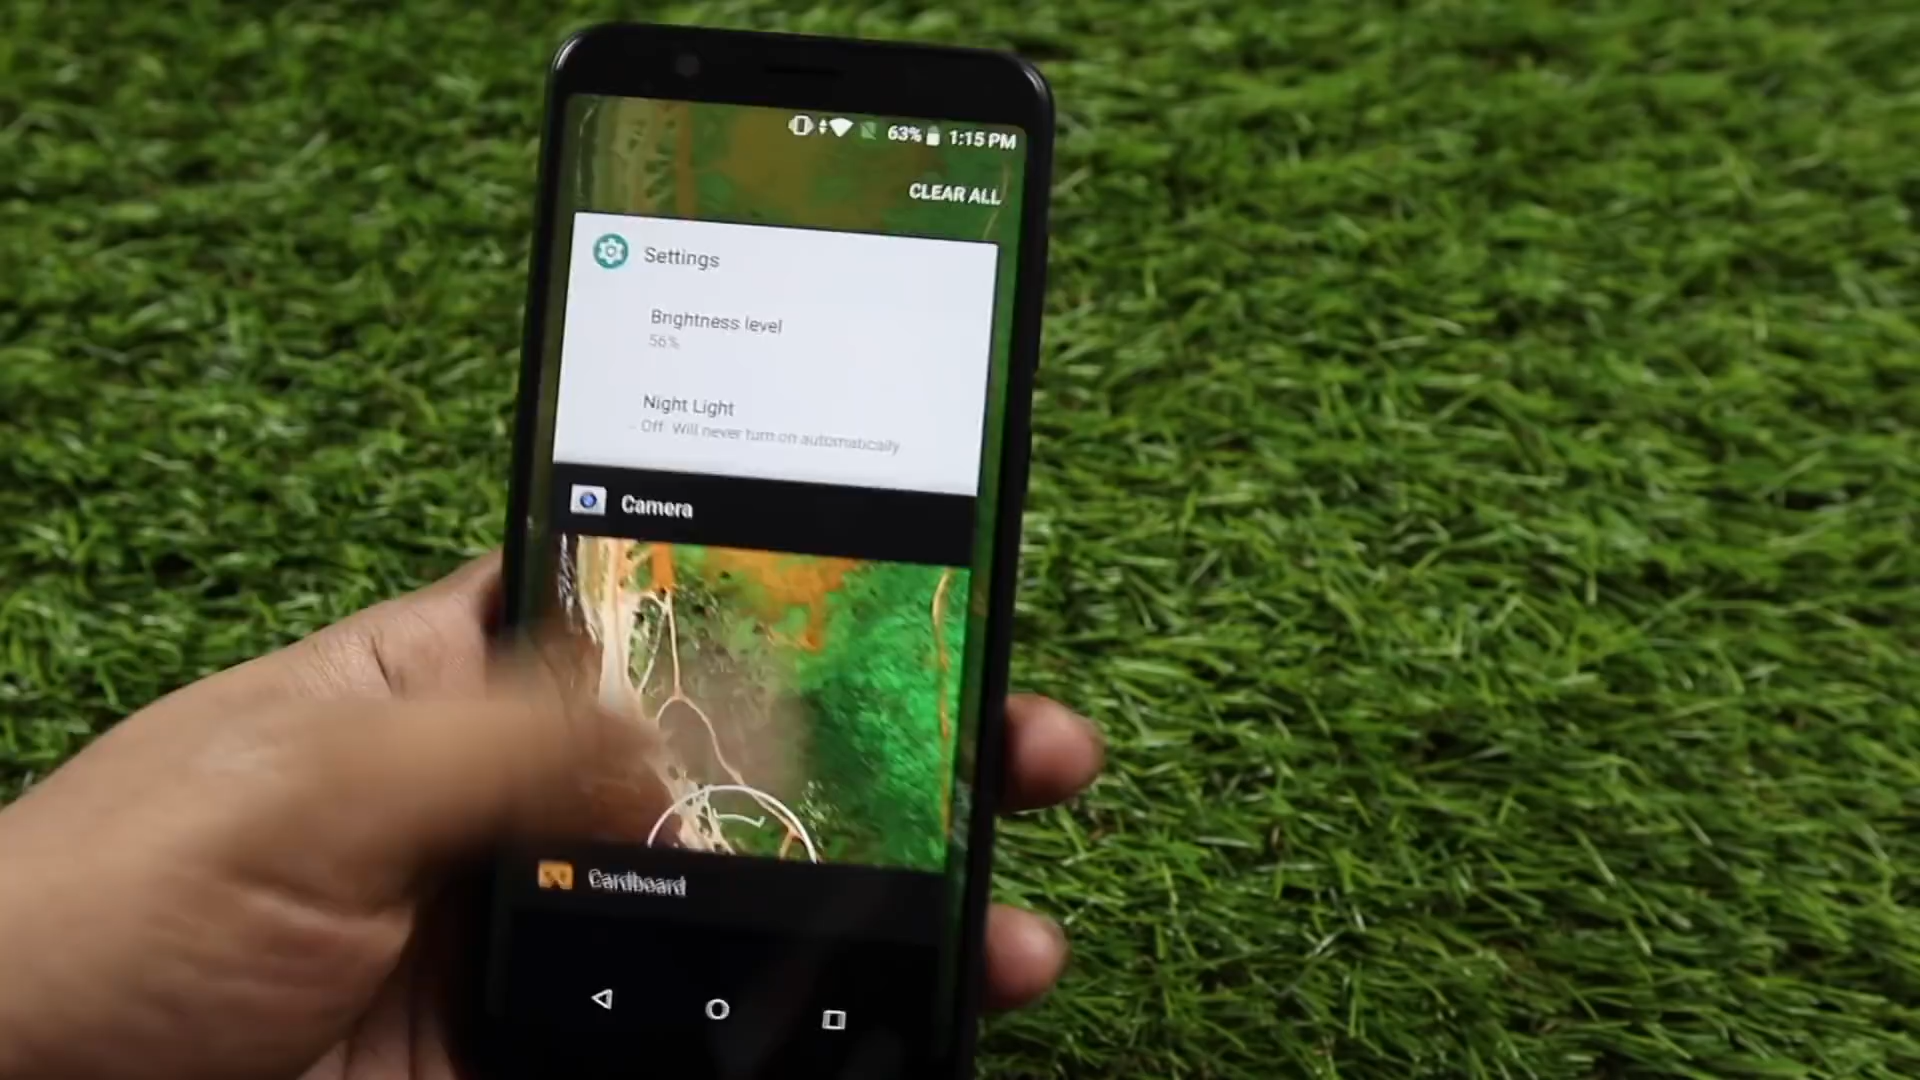 63% 1:15 PM
CLEAR ALL
Settings
Brightness level
56%
Night Light
Off. Will never turn on automatically
Camera
Cardboard